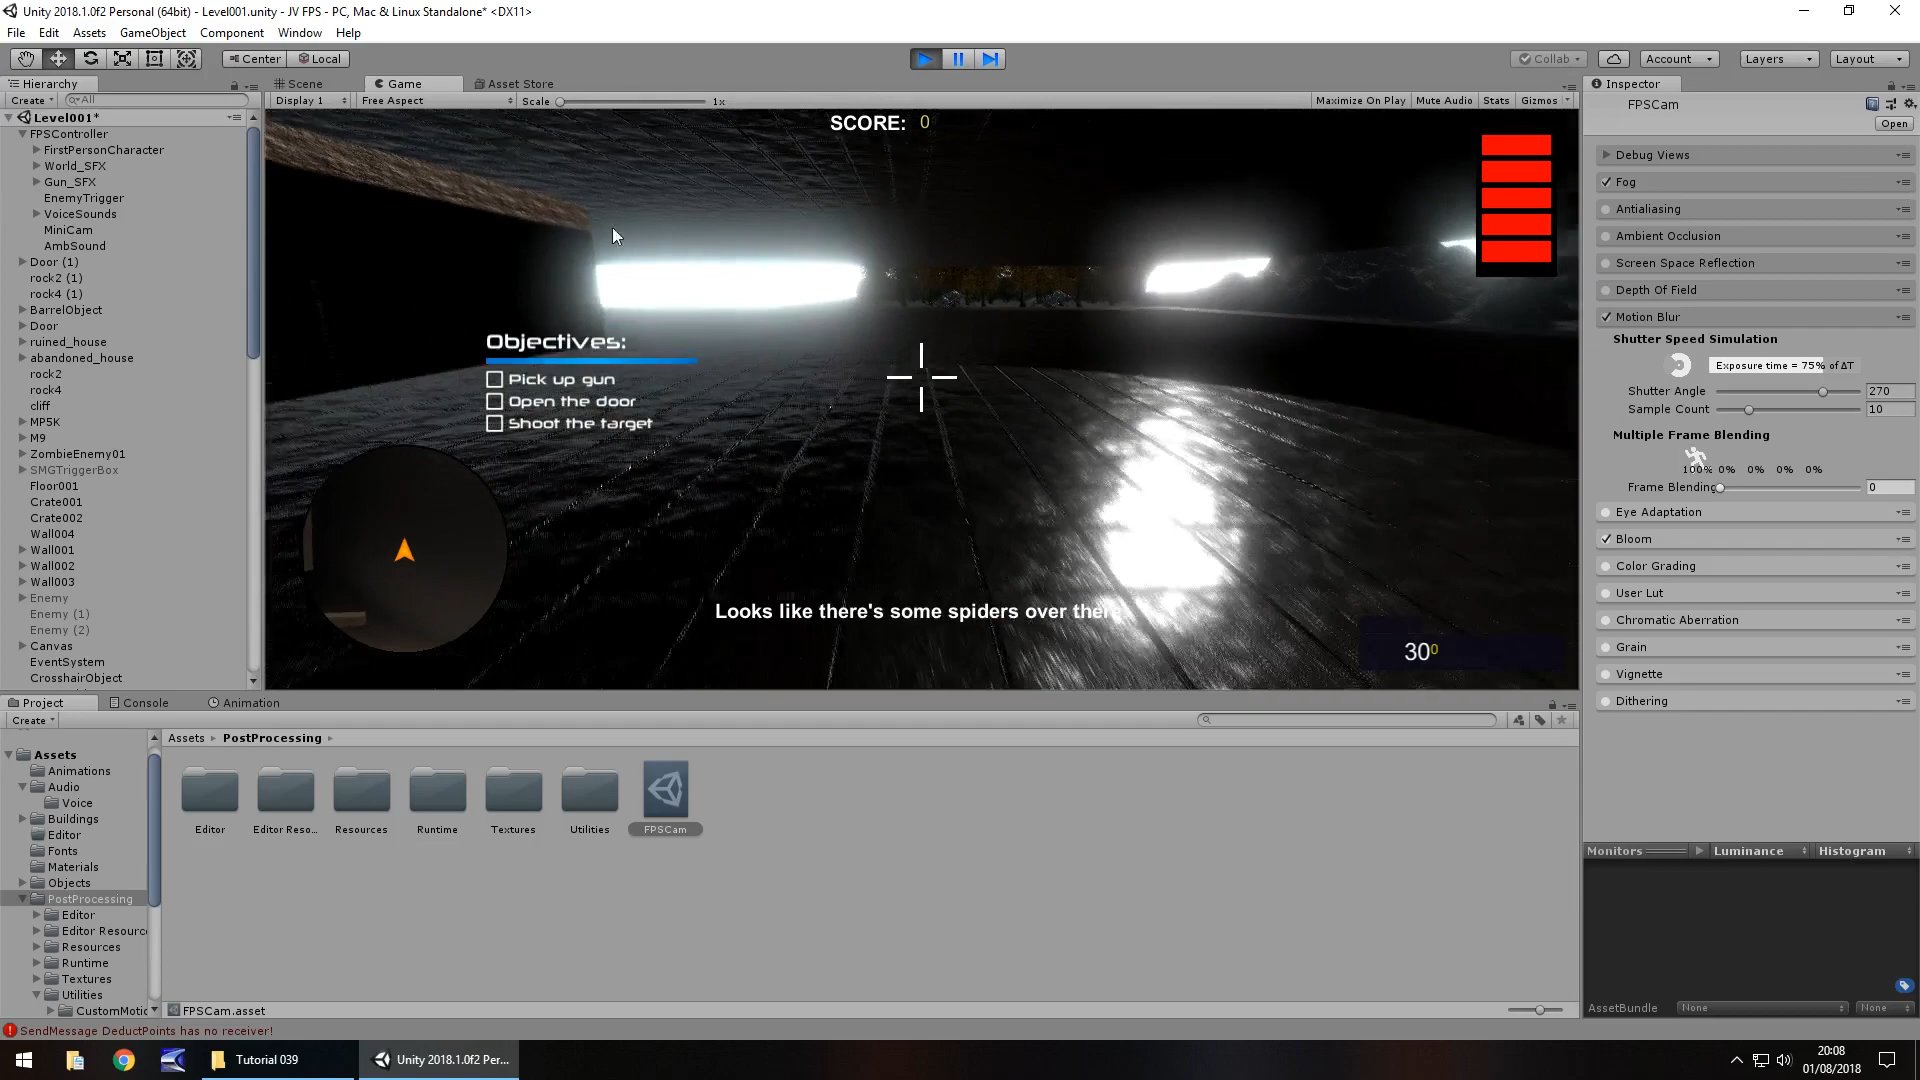 Unity 2018.1.0f2 Personal (64bit) - Level001.unity - JV FPS - PC, Mac & Linux Standalone* <DX11>
File Edit Assets GameObject Component Window Help
Center Local
Collab Account Layers Layout
Hierarchy
Create All
Level001*
FPSController
FirstPersonCharacter
World_SFX
Gun_SFX
EnemyTrigger
VoiceSounds
MiniCam
AmbSound
Door (1)
rock2 (1)
rock4 (1)
BarrelObject
Door
ruined_house
abandoned_house
rock2
rock4
cliff
MP5K
M9
ZombieEnemy01
SMGTriggerBox
Floor001
Crate001
Crate002
Wall004
Wall001
Wall002
Wall003
Enemy
Enemy (1)
Enemy (2)
Canvas
EventSystem
CrosshairObject
Scene Game Asset Store
Display 1 Free Aspect Scale 1x Maximize On Play Mute Audio Stats Gizmos
SCORE: 0
Objectives:
Pick up gun
Open the door
Shoot the target
Looks like there's some spiders over there
30 0
Inspector
FPSCam
Open
Debug Views
Fog
Antialiasing
Ambient Occlusion
Screen Space Reflection
Depth Of Field
Motion Blur
Shutter Speed Simulation
Exposure time = 75% of ΔT
Shutter Angle 270
Sample Count 10
Multiple Frame Blending
100% 0% 0% 0% 0%
Frame Blending 0
Eye Adaptation
Bloom
Color Grading
User Lut
Chromatic Aberration
Grain
Vignette
Dithering
Monitors Luminance Histogram
AssetBundle None None
Project Console Animation
Create
Assets
Animations
Audio
Voice
Buildings
Editor
Fonts
Materials
Objects
PostProcessing
Editor
Editor Resourc
Resources
Runtime
Textures
Utilities
CustomMotic
Assets PostProcessing
Editor Editor Reso... Resources Runtime Textures Utilities FPSCam
FPSCam.asset
SendMessage DeductPoints has no receiver!
Tutorial 039 Unity 2018.1.0f2 Per...
20:08
01/08/2018